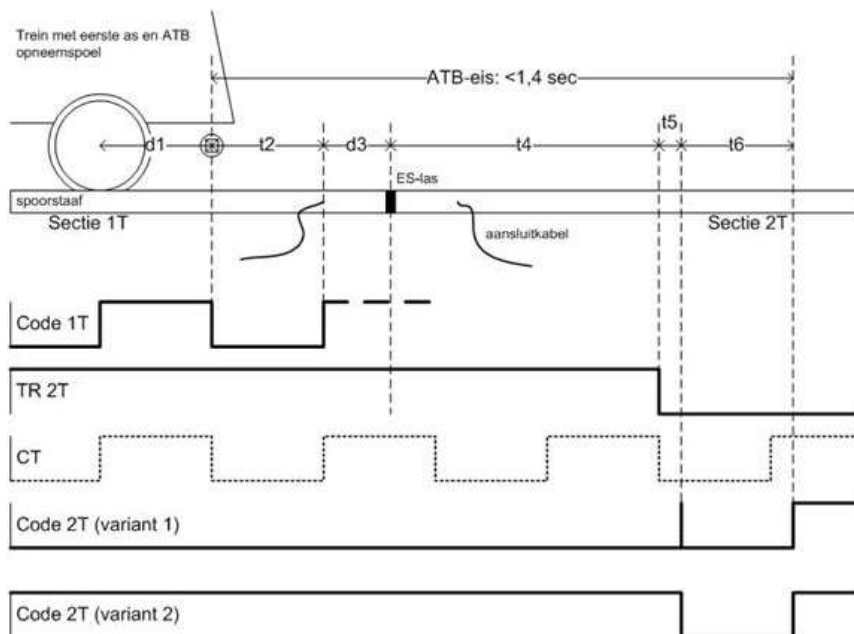 Trein met eerste as en ATB
opneemspoel
ATB-eis: <1,4 sec
t5
d1
t2
d3
t4
t6
ES-las
spoorstaaf
Sectie 1T
aansluitkabel
Sectie 2T
Code 1T
TR 2T
CT
Code 2T (variant 1)
Code 2T (variant 2)